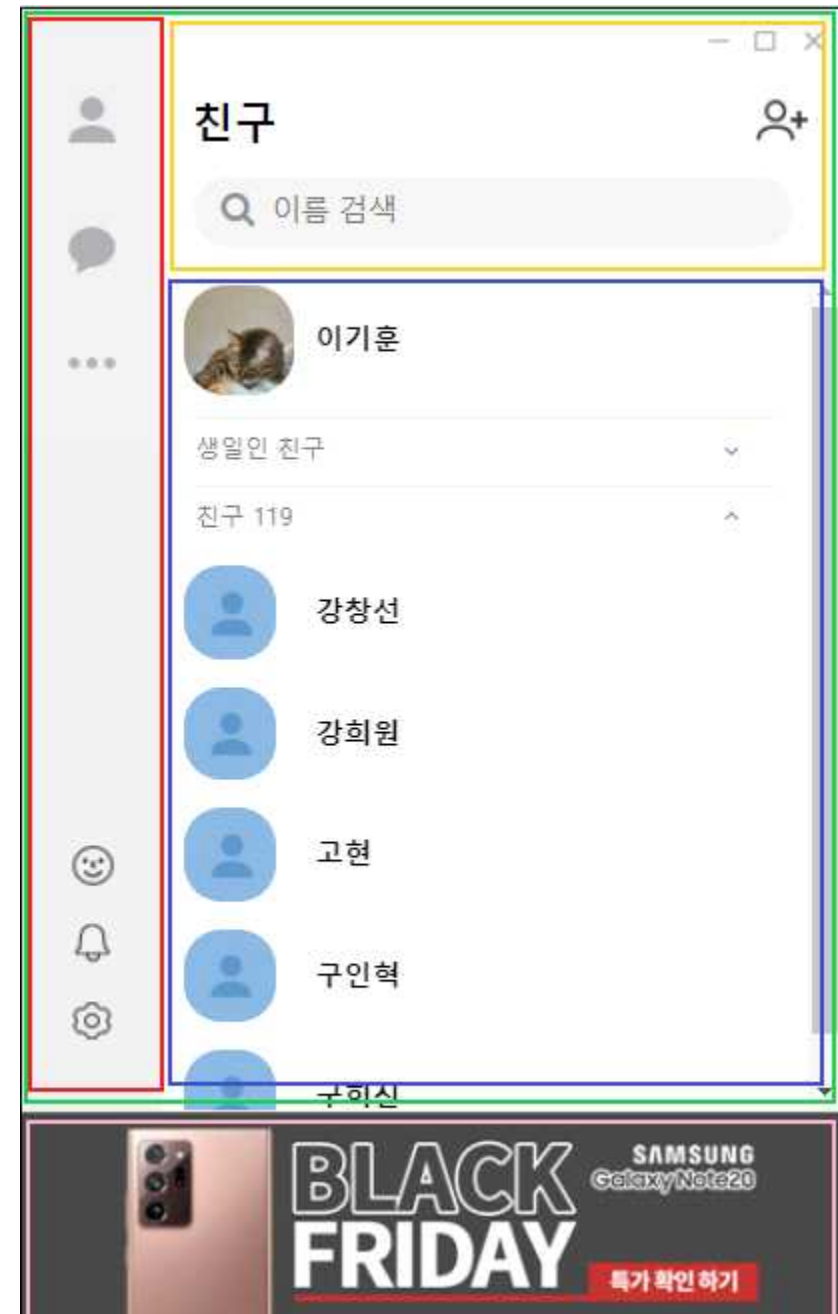 친구
이름 검색
이기훈
생일인 친구
친구 119
강창선
강희원
고현
구인혁
BLACK
FRIDAY
SAMSUNG
Galaxy Note20
특가 확인 하기